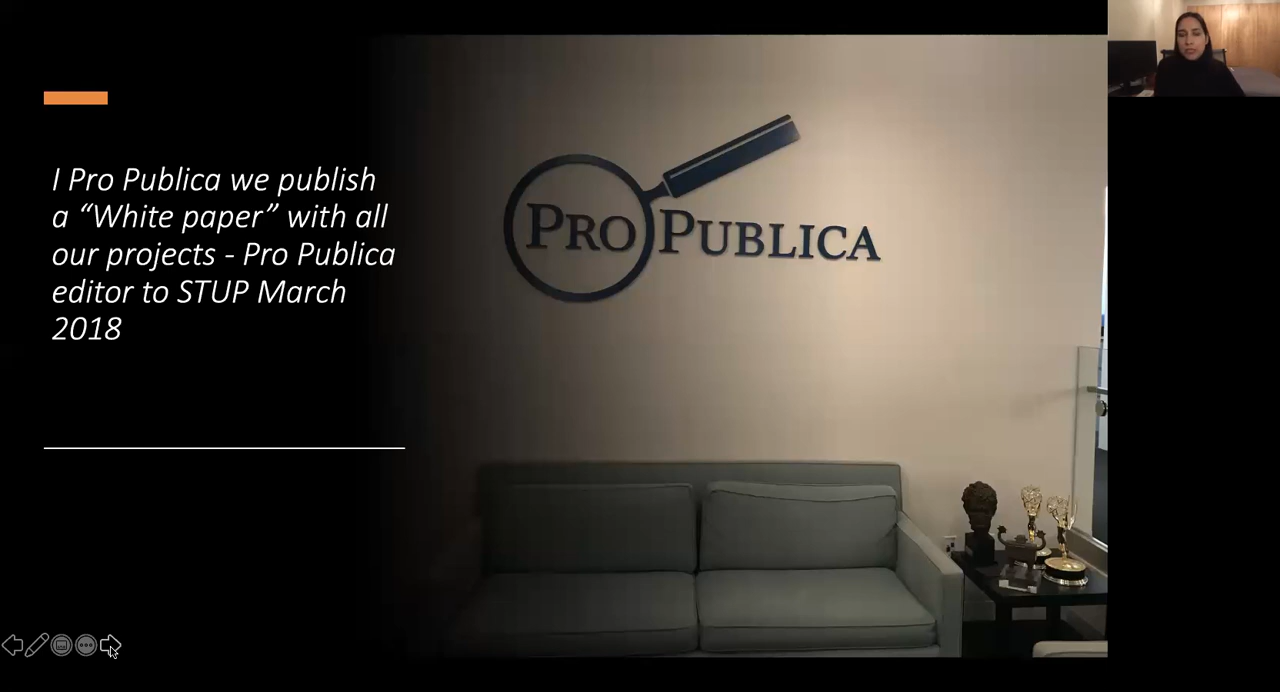 I Pro Publica we publish
a “White paper” with all
our projects - Pro Publica
editor to STUP March
2018
PROPUBLICA